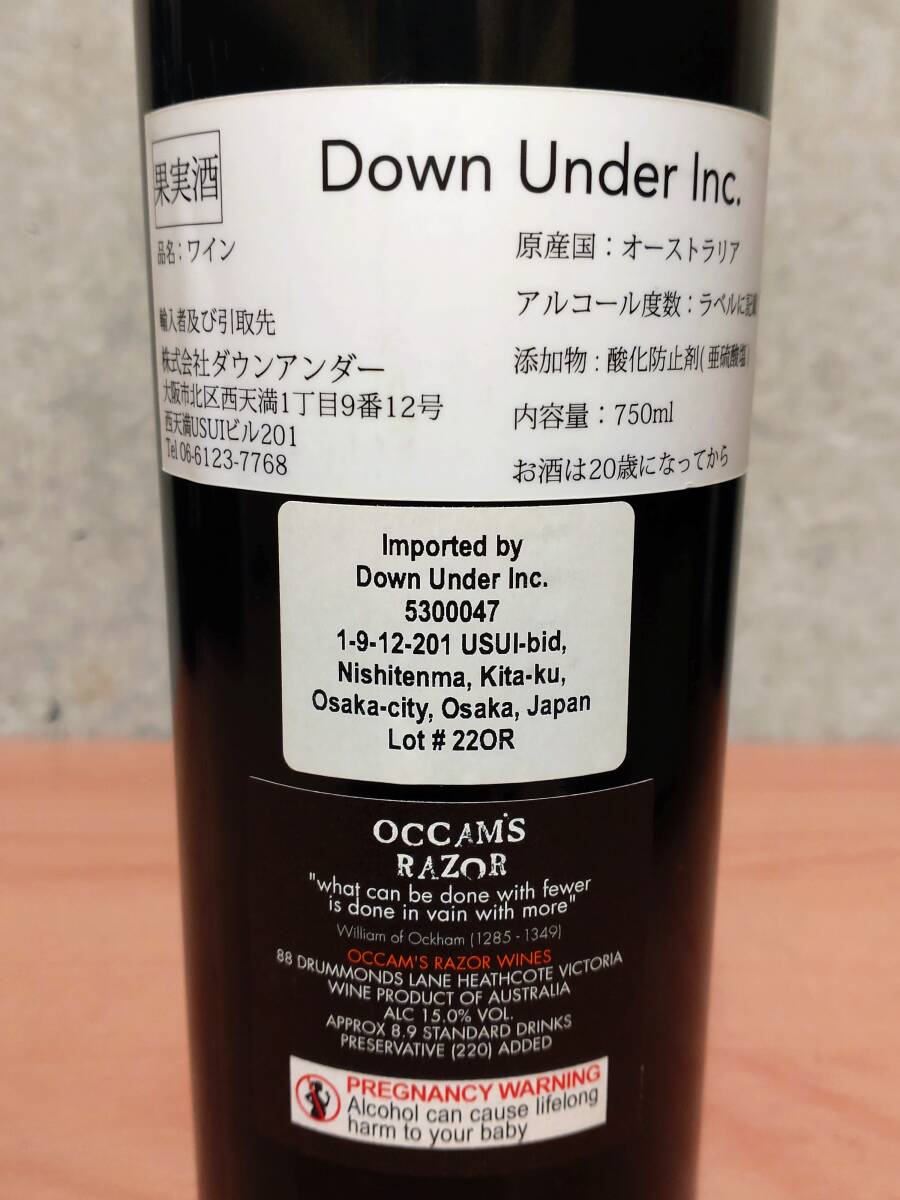 果実酒
Down Under Inc.
品名：ワイン
輸入者及び引取先
株式会社ダウンアンダー
大阪市北区西天満1丁目9番12号
西天満USUIビル201
Tel 06-6123-7768
原産国：オーストラリア
アルコール度数：ラベルに記
添加物：酸化防止剤(亜硫酸塩)
内容量：750ml
お酒は20歳になってから
Imported by
Down Under Inc.
5300047
1-9-12-201 USUI-bid,
Nishitenma, Kita-ku,
Osaka-city, Osaka, Japan
Lot # 22OR
OCCAM'S
RAZOR
"what can be done with fewer
is done in vain with more"
William of Ockham (1285 - 1349)
OCCAM'S RAZOR WINES
88 DRUMMONDS LANE HEATHCOTE VICTORIA
WINE PRODUCT OF AUSTRALIA
ALC 15.0% VOL.
APPROX 8.9 STANDARD DRINKS
PRESERVATIVE (220) ADDED
PREGNANCY WARNING
Alcohol can cause lifelong
harm to your baby